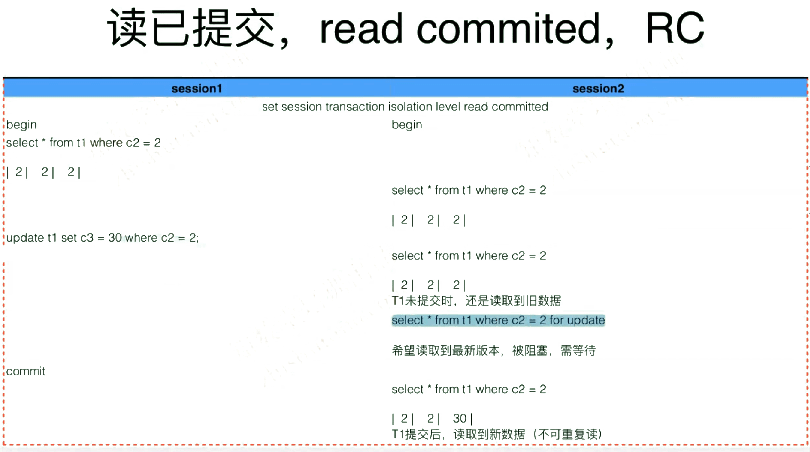 读已提交，read commited，RC
session1 session2
set session transaction isolation level read committed
begin begin
select * from t1 where c2 = 2
| 2 | 2 | 2 |
select * from t1 where c2 = 2
| 2 | 2 | 2 |
update t1 set c3 = 30 where c2 = 2;
select * from t1 where c2 = 2
| 2 | 2 | 2 |
T1未提交时，还是读取到旧数据
select * from t1 where c2 = 2 for update
希望读取到最新版本，被阻塞，需等待
commit
select * from t1 where c2 = 2
| 2 | 2 | 30 |
T1提交后，读取到新数据（不可重复读）